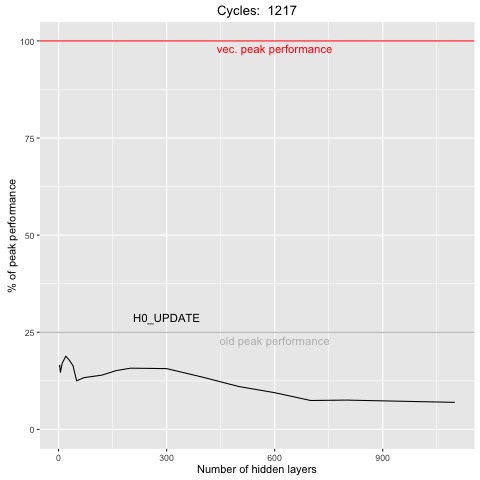 Cycles: 1217
100
vec. peak performance
75
% of peak performance
50
H0_UPDATE
25
old peak performance
0
0 300 600 900
Number of hidden layers